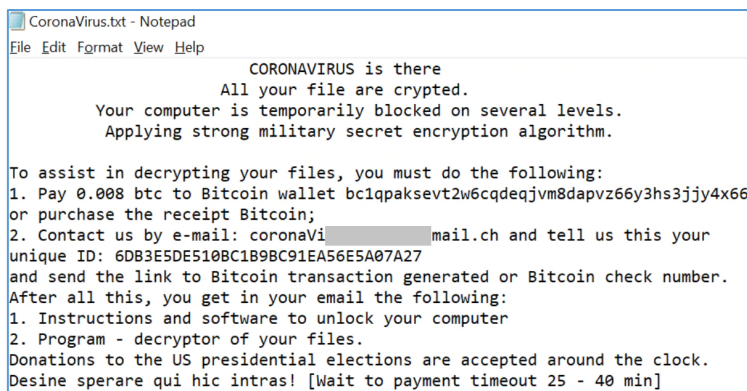 CoronaVirus.txt - Notepad
File Edit Format View Help
CORONAVIRUS is there
All your file are crypted.
Your computer is temporarily blocked on several levels.
Applying strong military secret encryption algorithm.
To assist in decrypting your files, you must do the following:
1. Pay 0.008 btc to Bitcoin wallet bc1qpaksevt2w6cqdeqjvm8dapvz66y3hs3jjy4x66
or purchase the receipt Bitcoin;
2. Contact us by e-mail: coronaVi mail.ch and tell us this your
unique ID: 6DB3E5DE510BC1B9BC91EA56E5A07A27
and send the link to Bitcoin transaction generated or Bitcoin check number.
After all this, you get in your email the following:
1. Instructions and software to unlock your computer
2. Program - decryptor of your files.
Donations to the US presidential elections are accepted around the clock.
Desine sperare qui hic intras! [Wait to payment timeout 25 - 40 min]